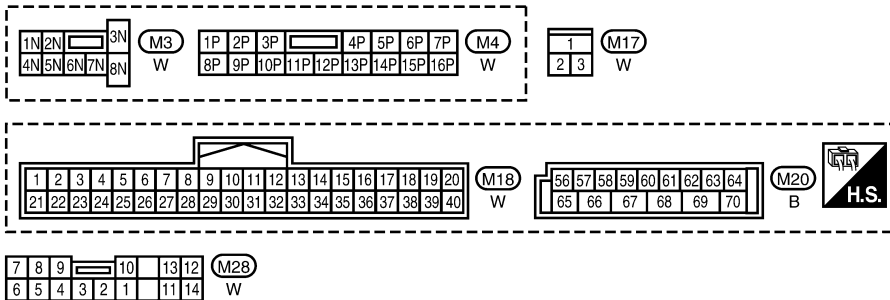 1N 2N 3N M3 1P 2P 3P 4P 5P 6P 7P M4 1 M17
4N 5N 6N 7N 8N W 8P 9P 10P 11P 12P 13P 14P 15P 16P W 2 3 W
1 2 3 4 5 6 7 8 9 10 11 12 13 14 15 16 17 18 19 20 M18 56 57 58 59 60 61 62 63 64 M20
21 22 23 24 25 26 27 28 29 30 31 32 33 34 35 36 37 38 39 40 W 65 66 67 68 69 70 B H.S.
7 8 9 10 13 12 M28
6 5 4 3 2 1 11 14 W